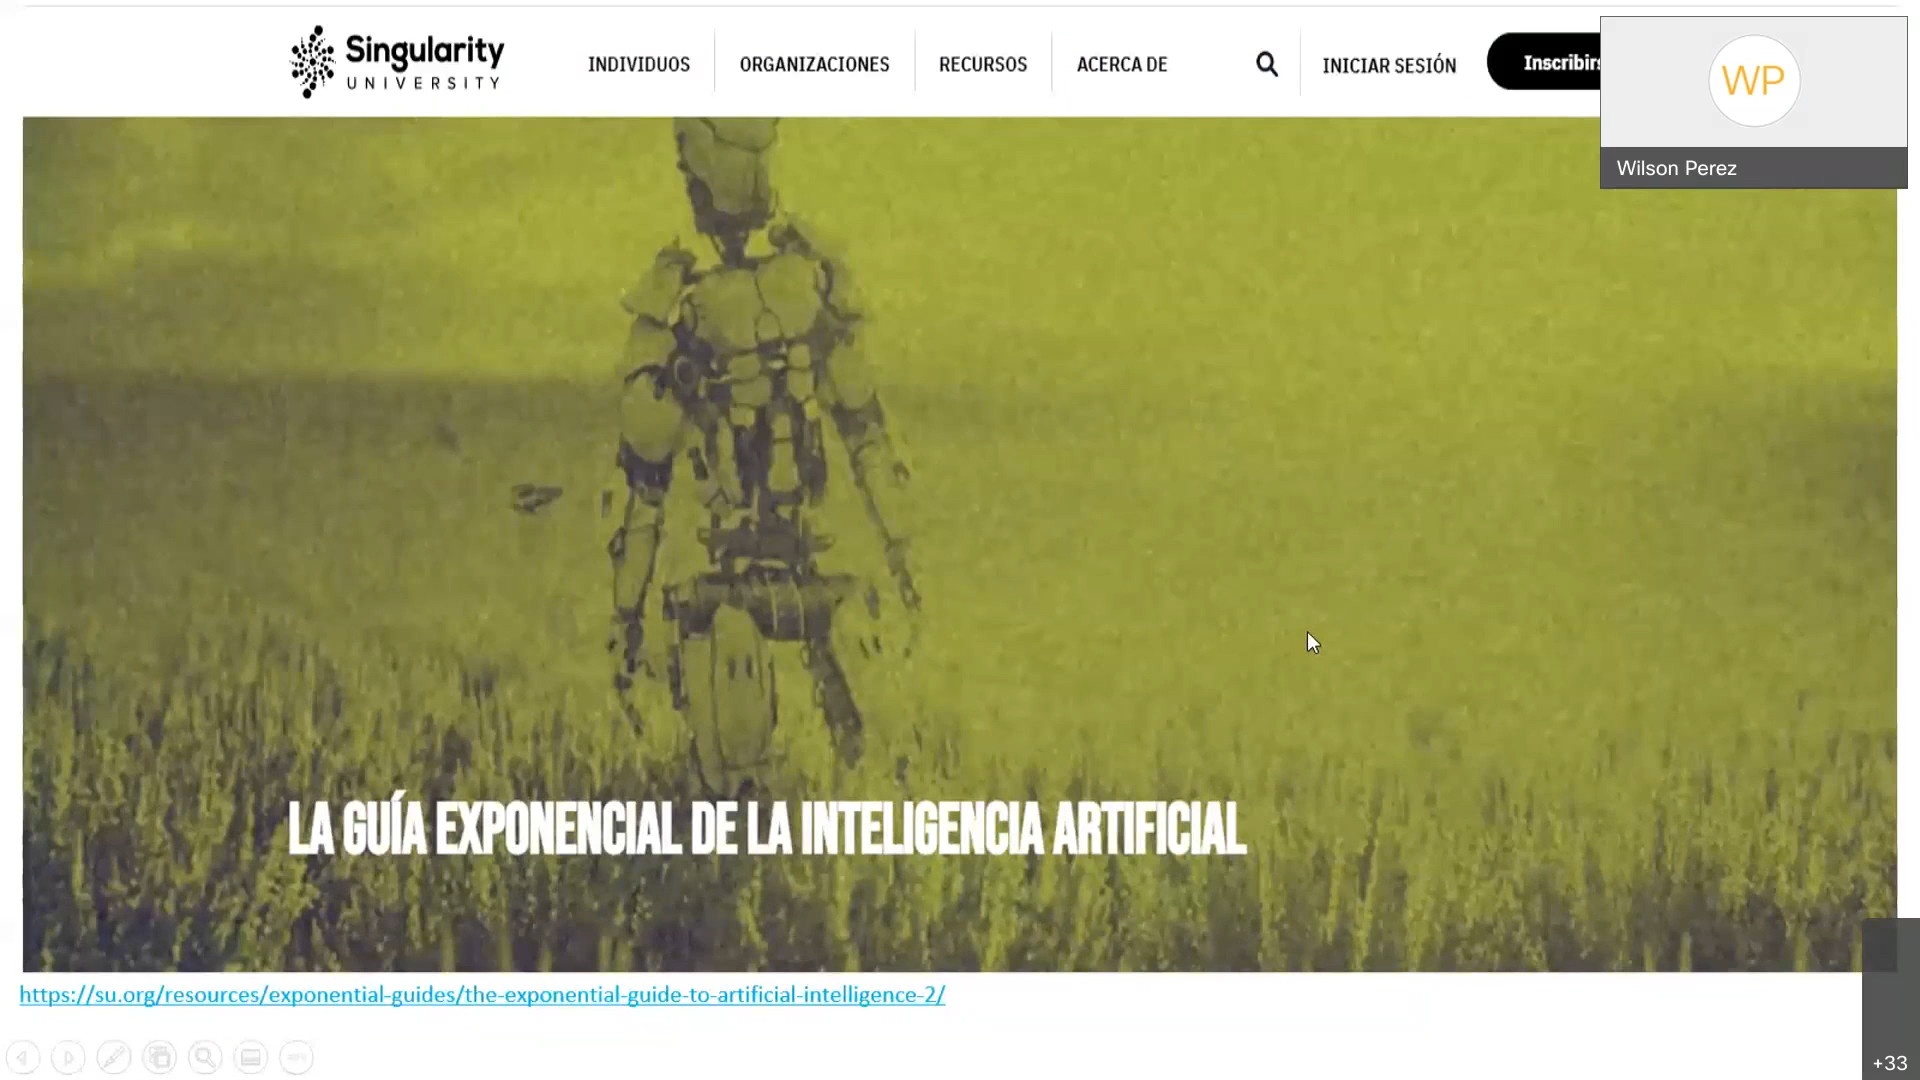 Singularity
UNIVERSITY
INDIVIDUOS
ORGANIZACIONES
RECURSOS
ACERCA DE
INICIAR SESIÓN
WP
Wilson Perez
LA GUÍA EXPONENCIAL DE LA INTELIGENCIA ARTIFICIAL
https://su.org/resources/exponential-guides/the-exponential-guide-to-artificial-intelligence-2/
+33